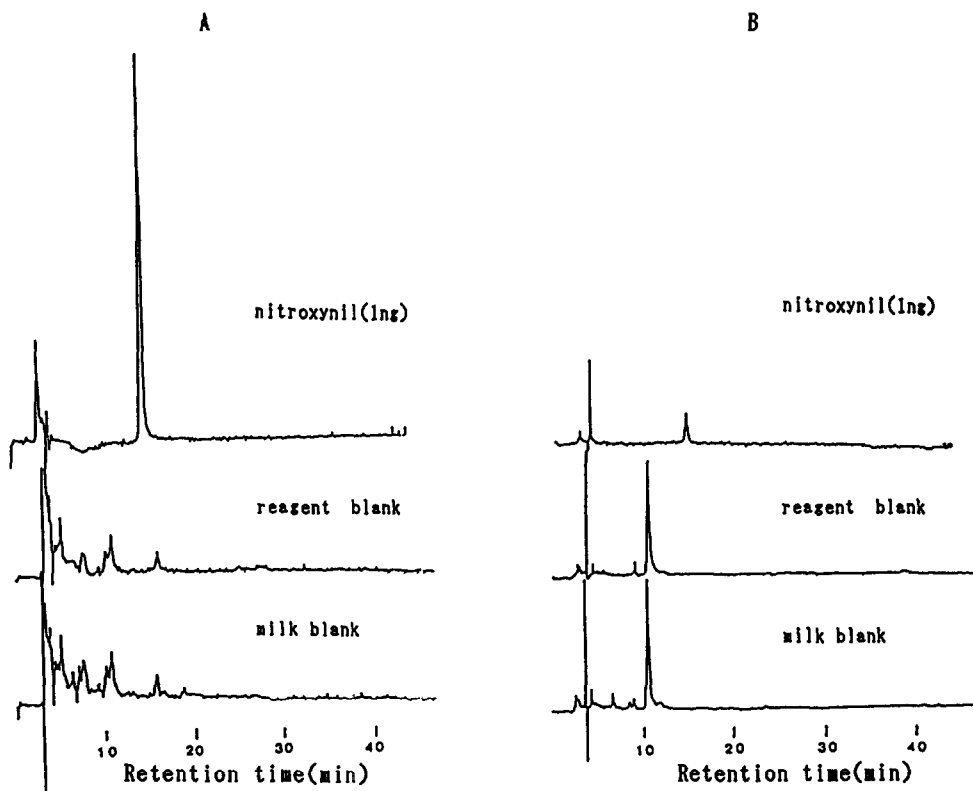 A
B
nitroxynil(1ng)
nitroxynil(1ng)
reagent blank
reagent blank
milk blank
milk blank
10 20 30 40
10 20 30 40
Retention time(min)
Retention time(min)